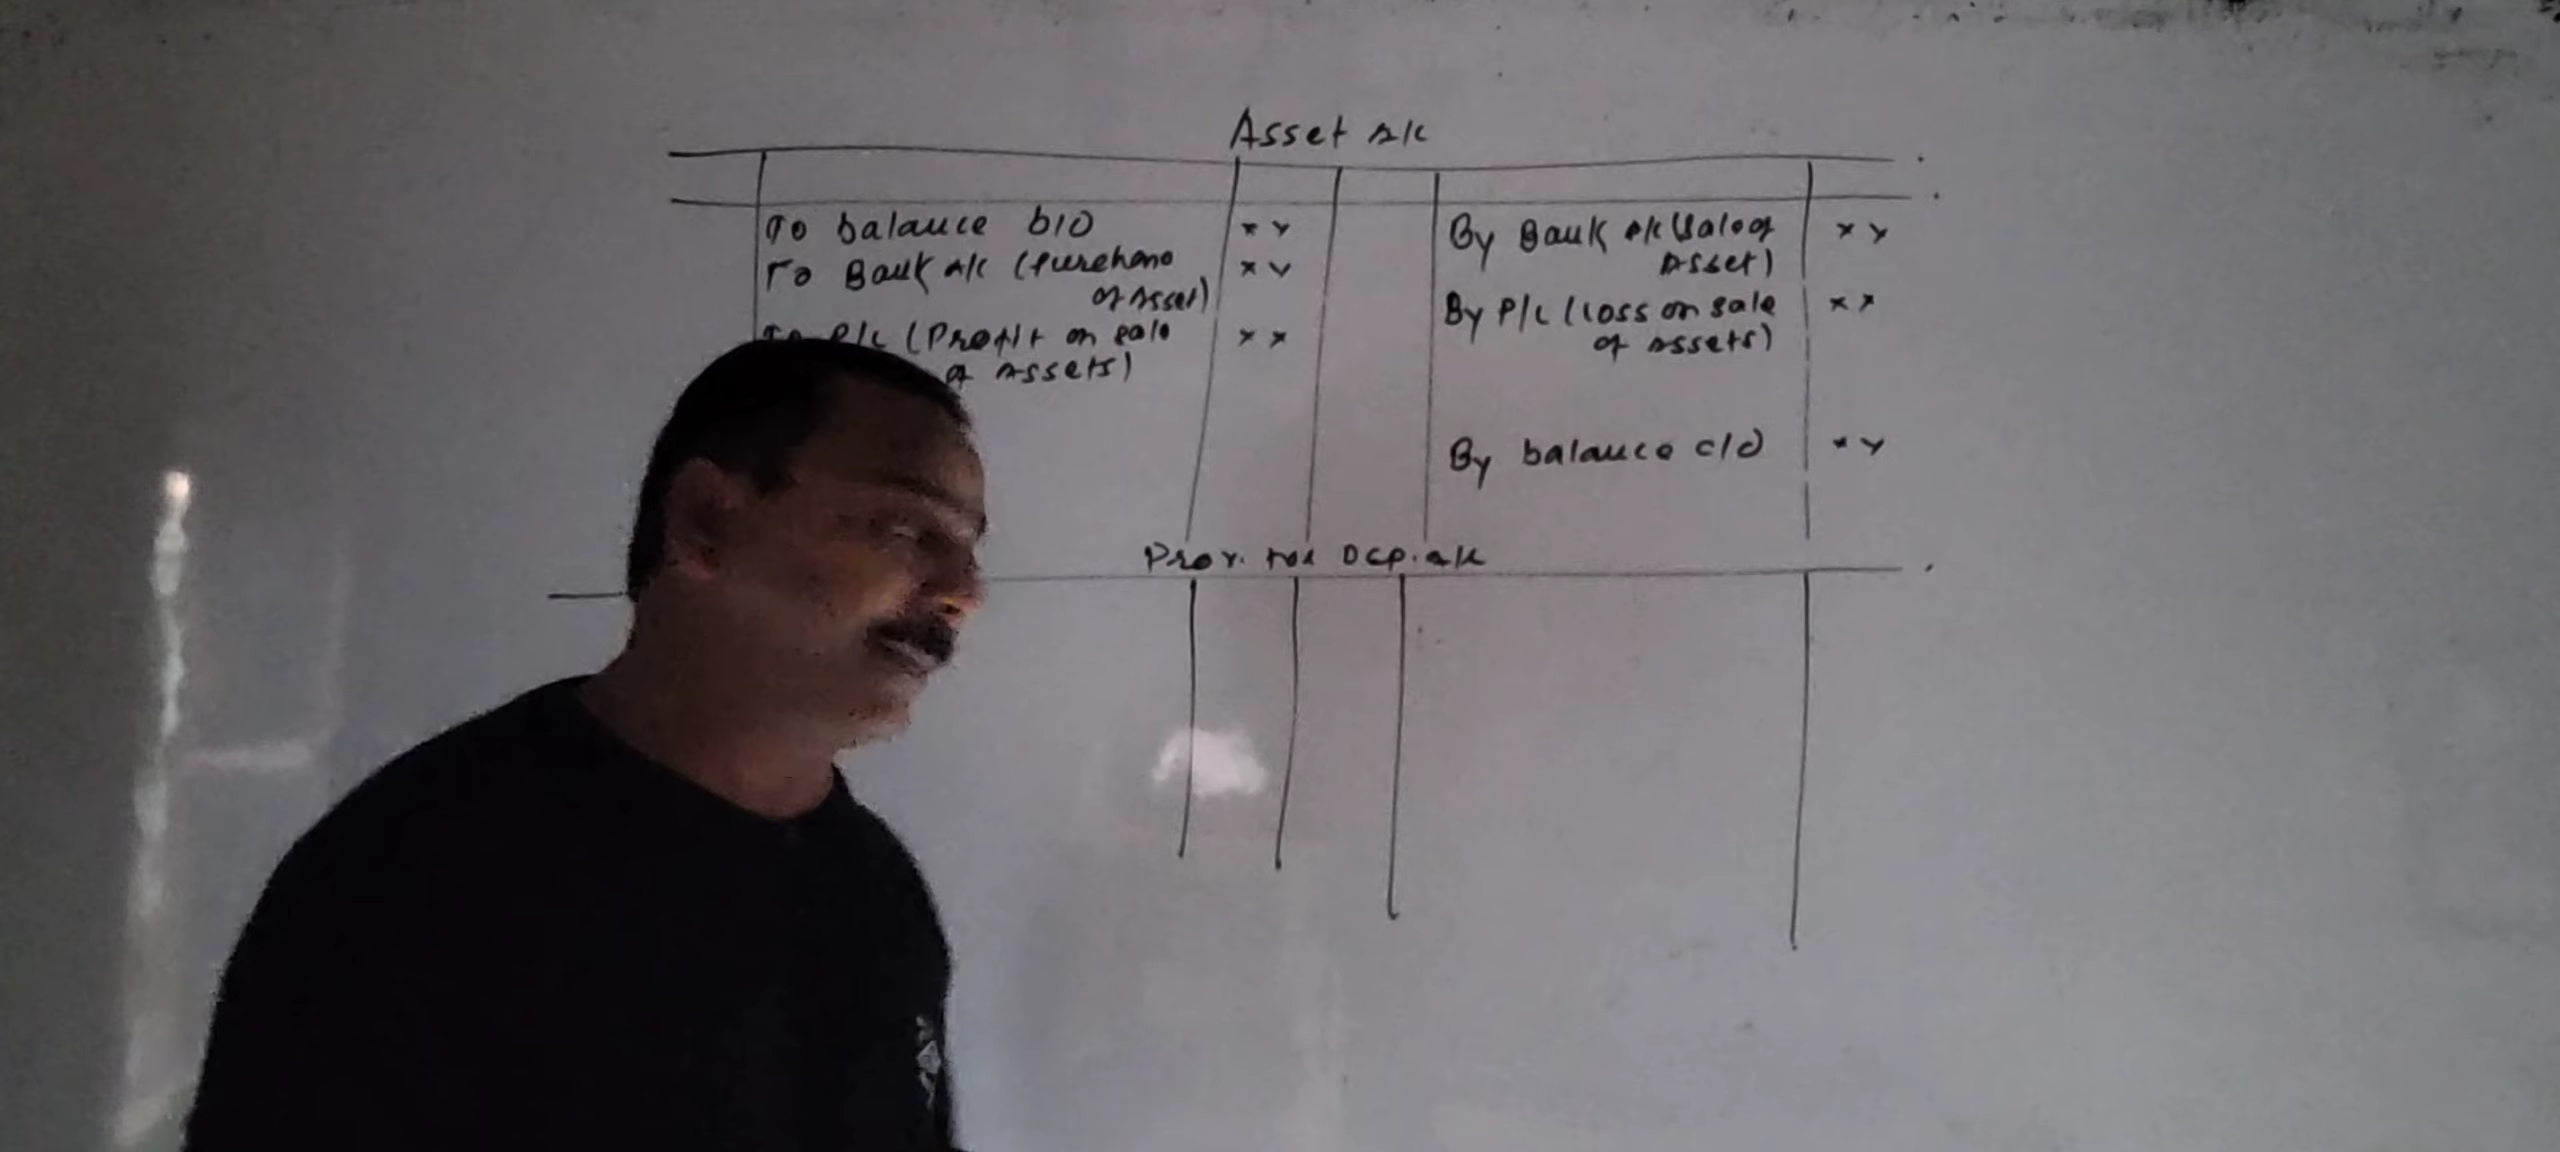 Asset A/c
To balance b/d xx By Bank A/c (Sale of
Asset) xx
To Bank A/c (Purchase
of Asset) xx By P/L (Loss on sale
of Assets) xx
To P/L (Profit on sale
of Assets) xx
By balance c/d xx
Prov. for Dep. a/c